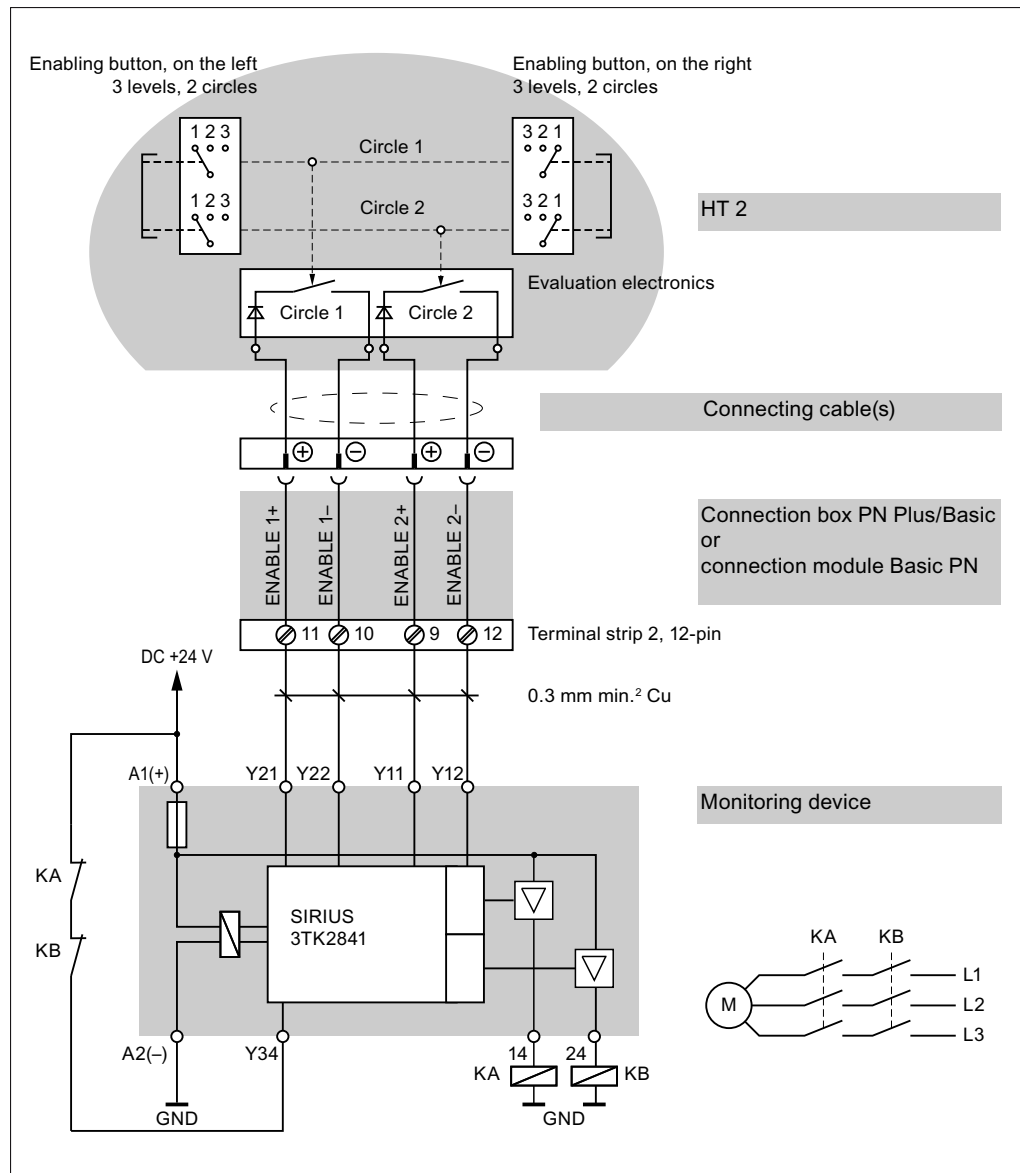 Enabling button, on the left
3 levels, 2 circles
Enabling button, on the right
3 levels, 2 circles
1 2 3
Circle 1
3 2 1
1 2 3
Circle 2
3 2 1
HT 2
Evaluation electronics
Circle 1
Circle 2
Connecting cable(s)
+
–
+
–
ENABLE 1+
ENABLE 1–
ENABLE 2+
ENABLE 2–
Connection box PN Plus/Basic
or
connection module Basic PN
11
10
9
12
Terminal strip 2, 12-pin
DC +24 V
0.3 mm min.² Cu
A1(+)
Y21
Y22
Y11
Y12
Monitoring device
KA
KB
SIRIUS
3TK2841
KA
KB
L1
M
L2
L3
A2(–)
Y34
14
24
KA
KB
GND
GND